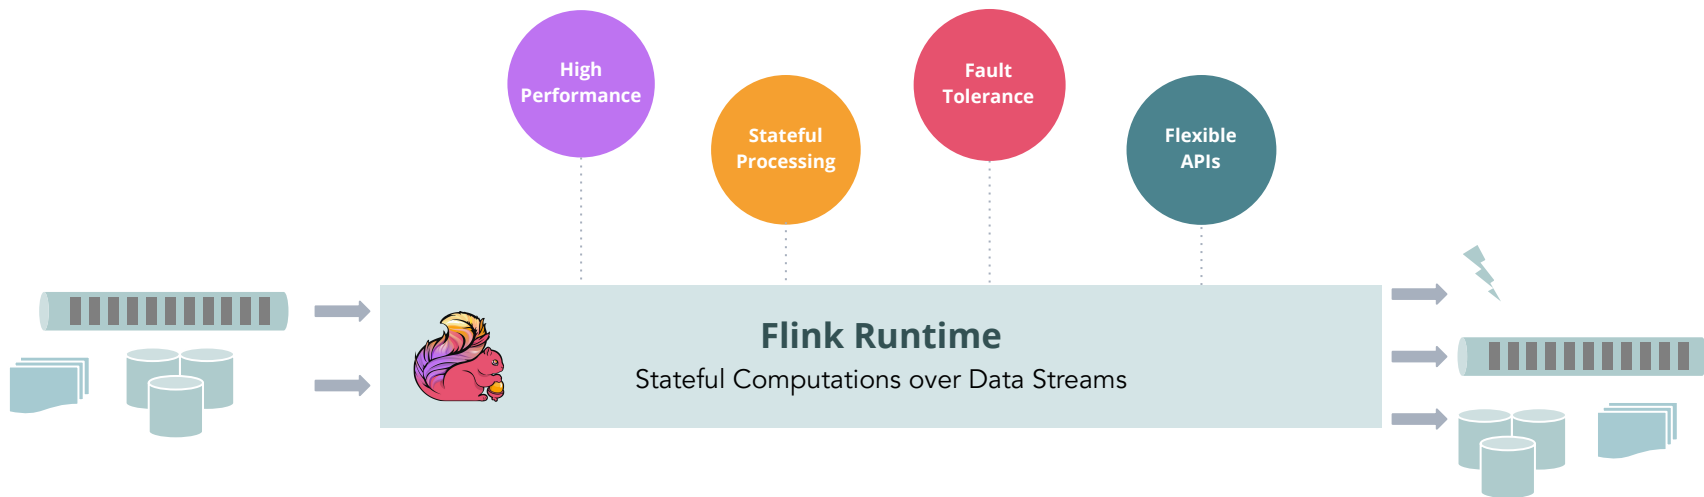 High
Performance
Stateful
Processing
Fault
Tolerance
Flexible
APIs
Flink Runtime
Stateful Computations over Data Streams